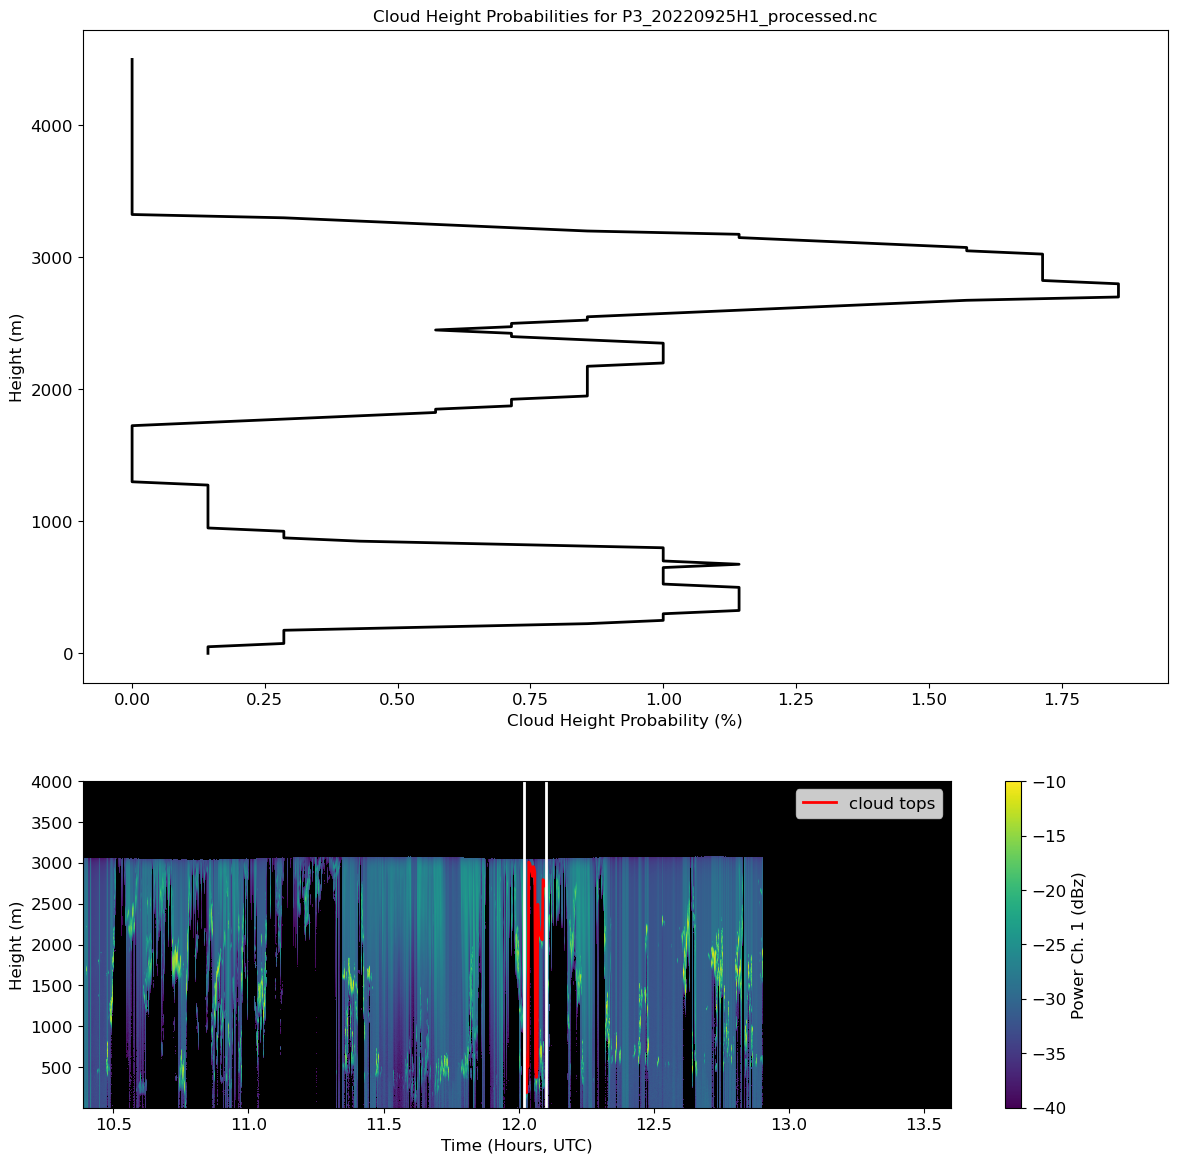 Cloud Height Probabilities for P3_20220925H1_processed.nc
Height (m)
4000
3000
2000
1000
0
0.00 0.25 0.50 0.75 1.00 1.25 1.50 1.75
Cloud Height Probability (%)
Height (m)
4000
3500
3000
2500
2000
1500
1000
500
cloud tops
10.5 11.0 11.5 12.0 12.5 13.0 13.5
Time (Hours, UTC)
−10
−15
−20
−25
−30
−35
−40
Power Ch. 1 (dBz)